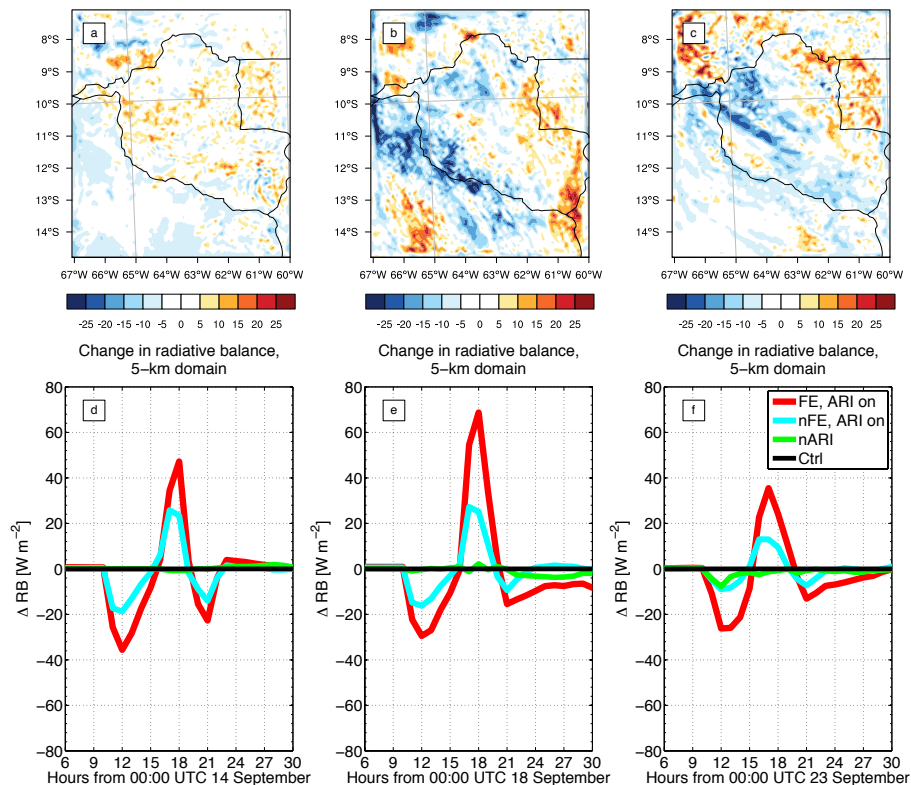 a
b
c
8°S 8°S 8°S
9°S 9°S 9°S
10°S 10°S 10°S
11°S 11°S 11°S
12°S 12°S 12°S
13°S 13°S 13°S
14°S 14°S 14°S
67°W 66°W 65°W 64°W 63°W 62°W 61°W 60°W
67°W 66°W 65°W 64°W 63°W 62°W 61°W 60°W
67°W 66°W 65°W 64°W 63°W 62°W 61°W 60°W
-25 -20 -15 -10 -5 0 5 10 15 20 25
-25 -20 -15 -10 -5 0 5 10 15 20 25
-25 -20 -15 -10 -5 0 5 10 15 20 25
Change in radiative balance,
5−km domain
Change in radiative balance,
5−km domain
Change in radiative balance,
5−km domain
d
80
60
40
20
0
−20
−40
−60
−80
Δ RB [W m−2]
6 9 12 15 18 21 24 27 30
Hours from 00:00 UTC 14 September
e
80
60
40
20
0
−20
−40
−60
−80
Δ RB [W m−2]
6 9 12 15 18 21 24 27 30
Hours from 00:00 UTC 18 September
f
FE, ARI on
nFE, ARI on
nARI
Ctrl
80
60
40
20
0
−20
−40
−60
−80
Δ RB [W m−2]
6 9 12 15 18 21 24 27 30
Hours from 00:00 UTC 23 September